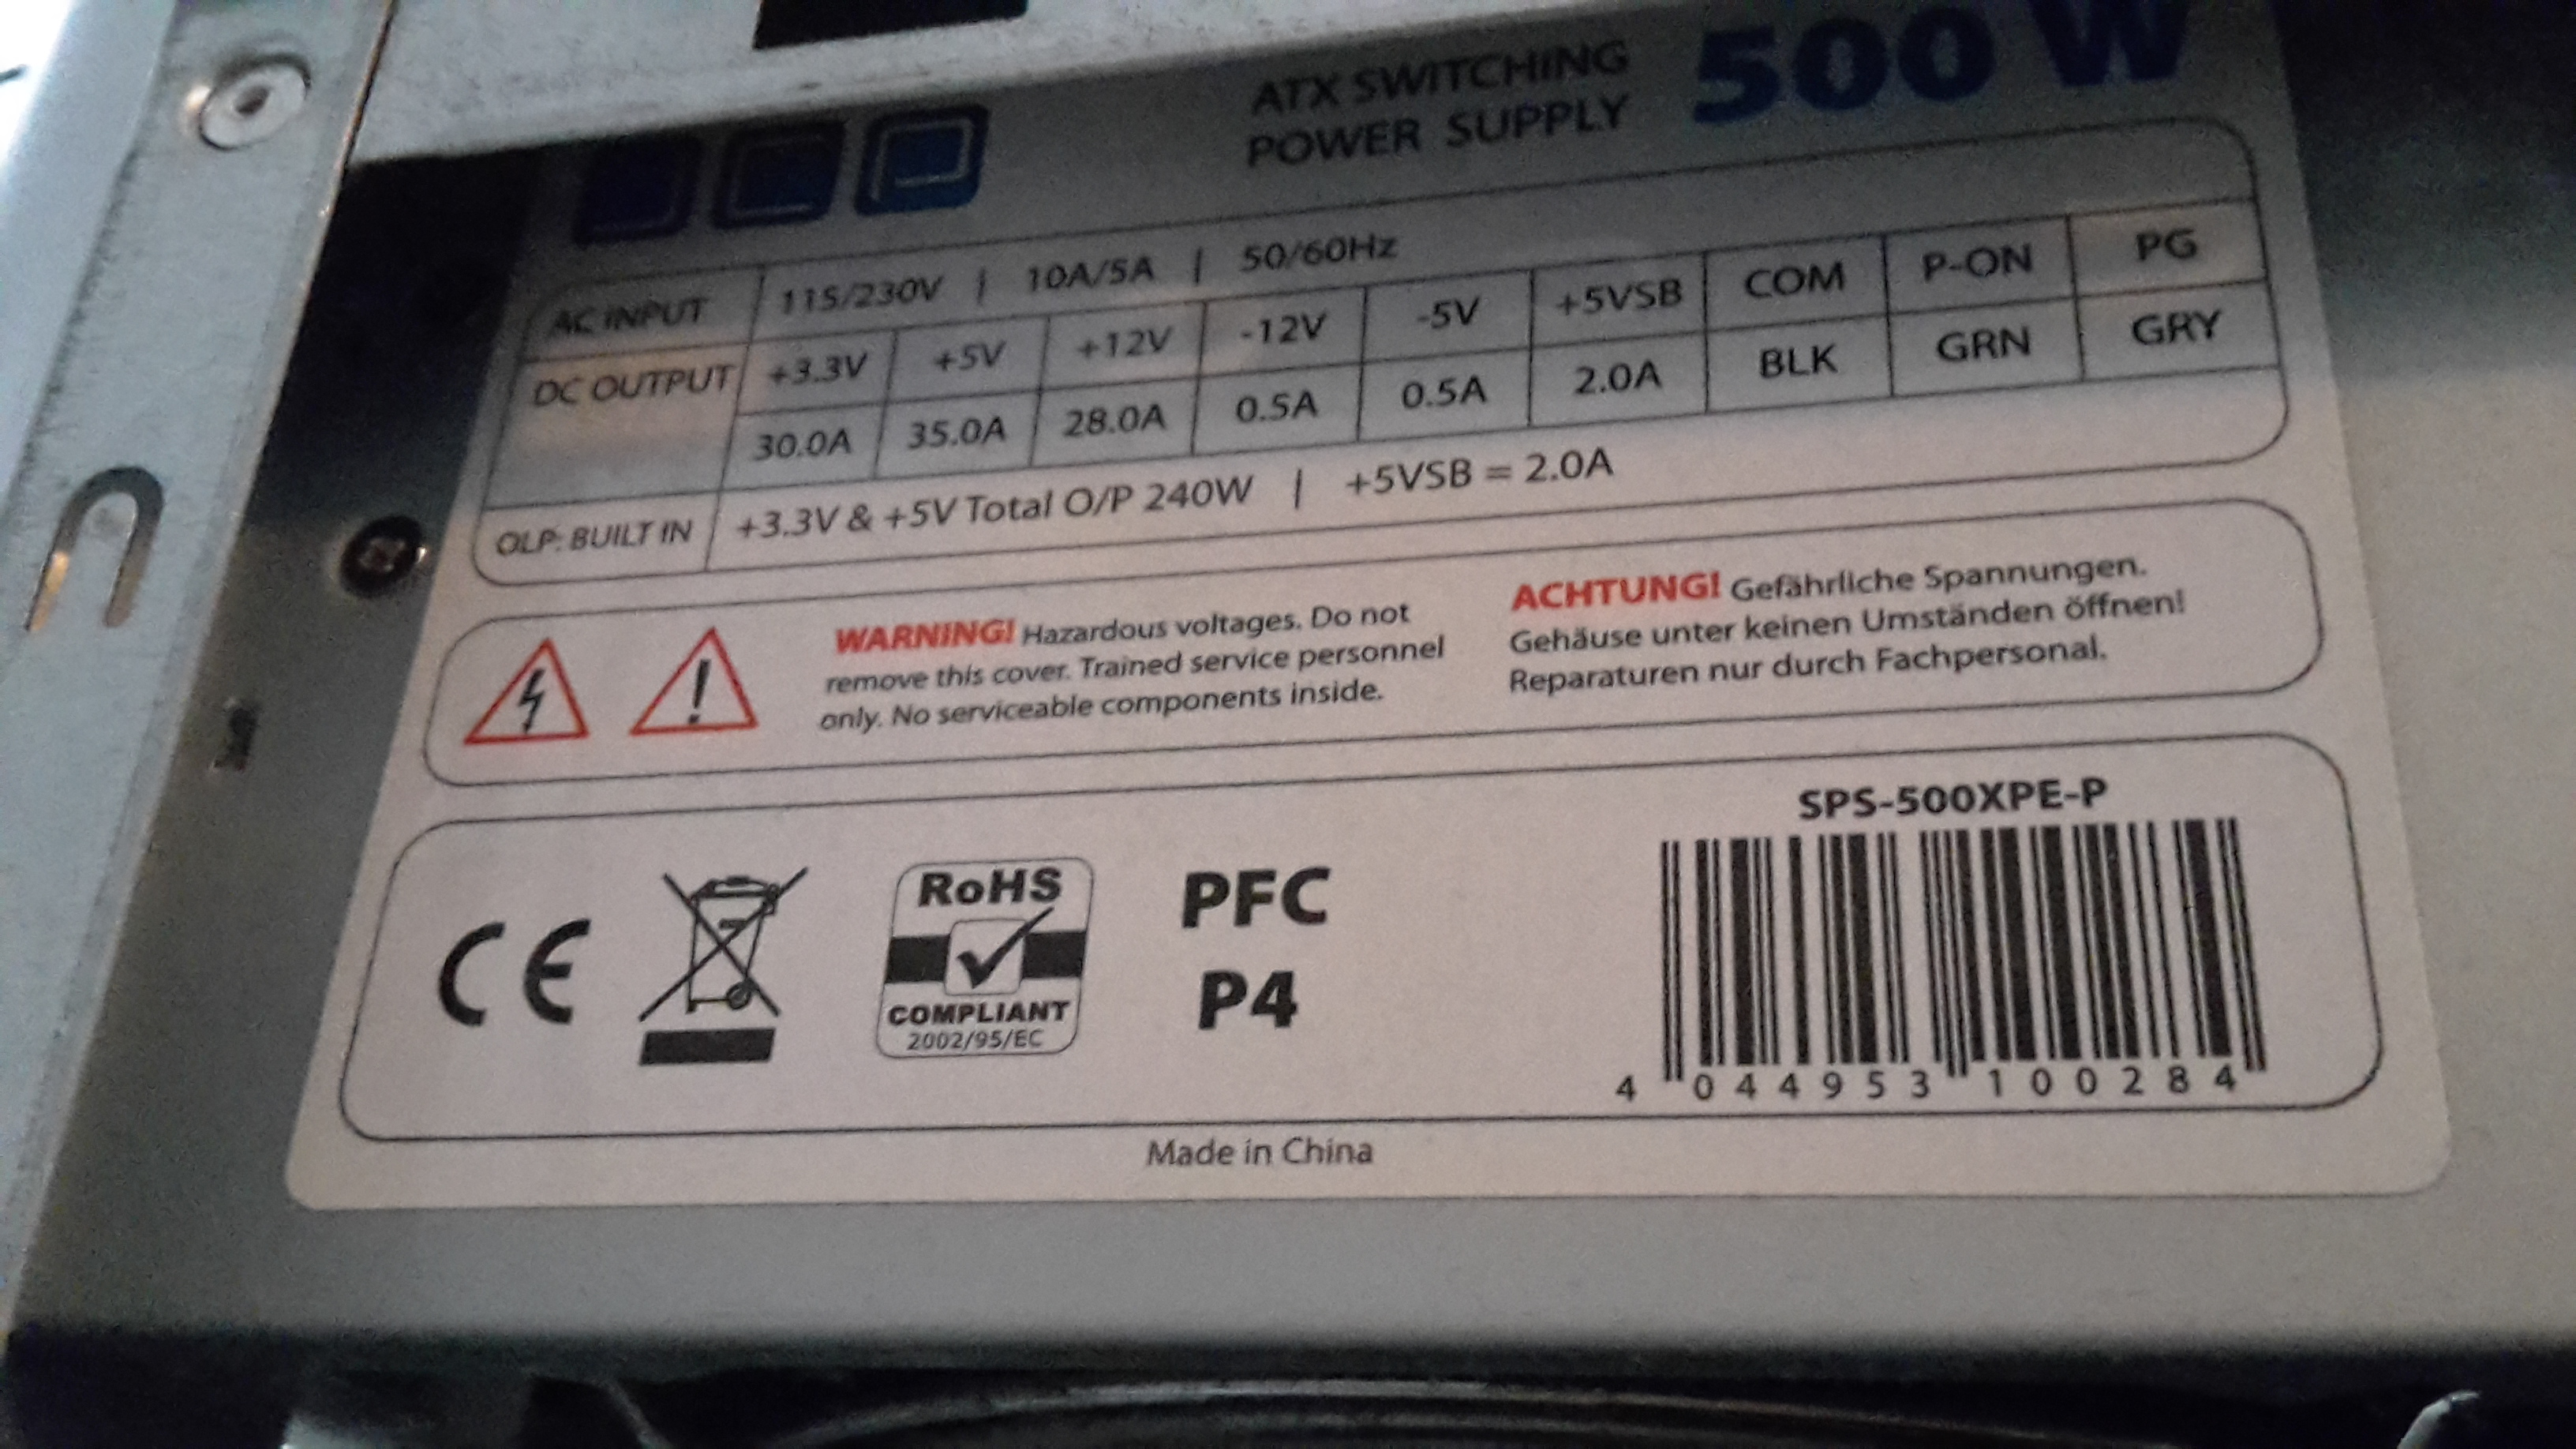 ATX SWITCHING
POWER SUPPLY
500 W
AC INPUT 115/230V | 10A/5A | 50/60Hz
DC OUTPUT +3.3V +5V +12V -12V -5V +5VSB COM P-ON PG
30.0A 35.0A 28.0A 0.5A 0.5A 2.0A BLK GRN GRY
OLP: BUILT IN +3.3V & +5V Total O/P 240W | +5VSB = 2.0A
WARNING! Hazardous voltages. Do not
remove this cover. Trained service personnel
only. No serviceable components inside.
ACHTUNG! Gefährliche Spannungen.
Gehäuse unter keinen Umständen öffnen!
Reparaturen nur durch Fachpersonal.
CE
RoHS
COMPLIANT
2002/95/EC
PFC
P4
SPS-500XPE-P
4 044953 100284
Made in China